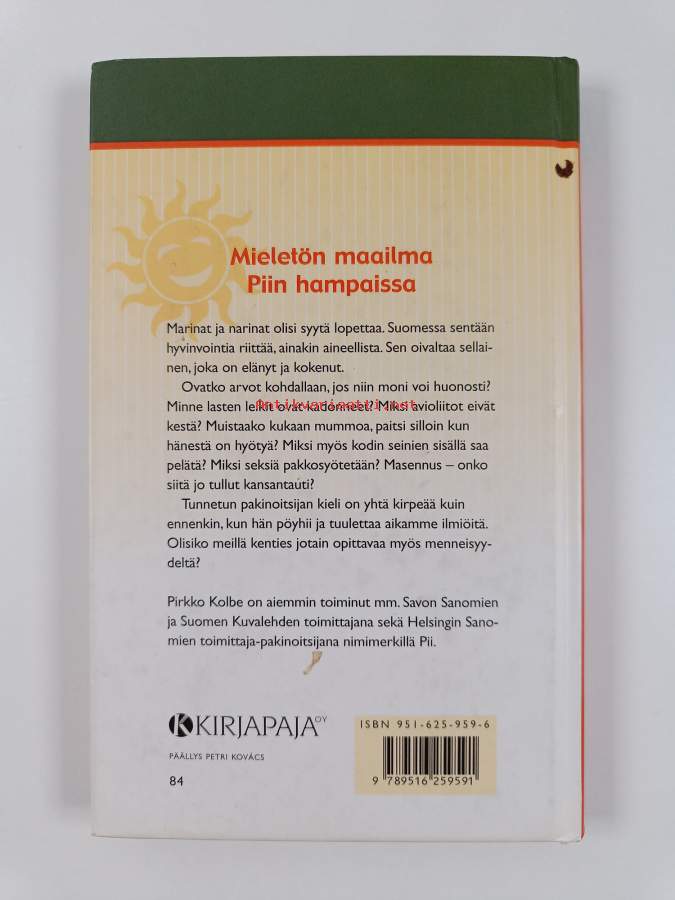 Mieletön maailma
Piin hampaissa
Marinat ja narinat olisi syytä lopettaa. Suomessa sentään
hyvinvointia riittää, ainakin aineellista. Sen oivaltaa sellai-
nen, joka on elänyt ja kokenut.
Ovatko arvot kohdallaan, jos niin moni voi huonosti?
Minne lasten leikit ovat kadonneet? Miksi avioliitot eivät
Antikvariaatti.net
kestä? Muistaako kukaan mummoa, paitsi silloin kun
hänestä on hyötyä? Miksi myös kodin seinien sisällä saa
pelätä? Miksi seksiä pakkosyötetään? Masennus – onko
siitä jo tullut kansantauti?
Tunnetun pakinoitsijan kieli on yhtä kirpeää kuin
ennenkin, kun hän pöyhii ja tuulettaa aikamme ilmiöitä.
Olisiko meillä kenties jotain opittavaa myös menneisyy-
deltä?
Pirkko Kolbe on aiemmin toiminut mm. Savon Sanomien
ja Suomen Kuvalehden toimittajana sekä Helsingin Sano-
mien toimittaja-pakinoitsijana nimimerkillä Pii.
KIRJAPAJA OY
PÄÄLLYS PETRI KOVÁCS
84
ISBN 951-625-959-6
9 789516 259591